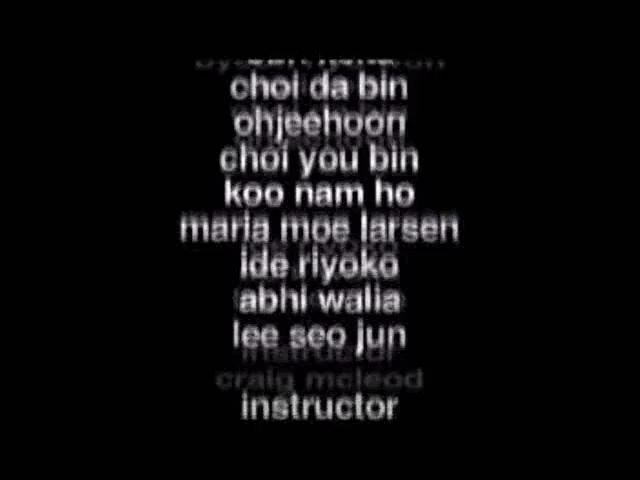 choi da bin
ohjeehoon
choi you bin
koo nam ho
maria moe larsen
ide riyoko
abhi walia
lee seo jun
instructor
craig mcleod
instructor